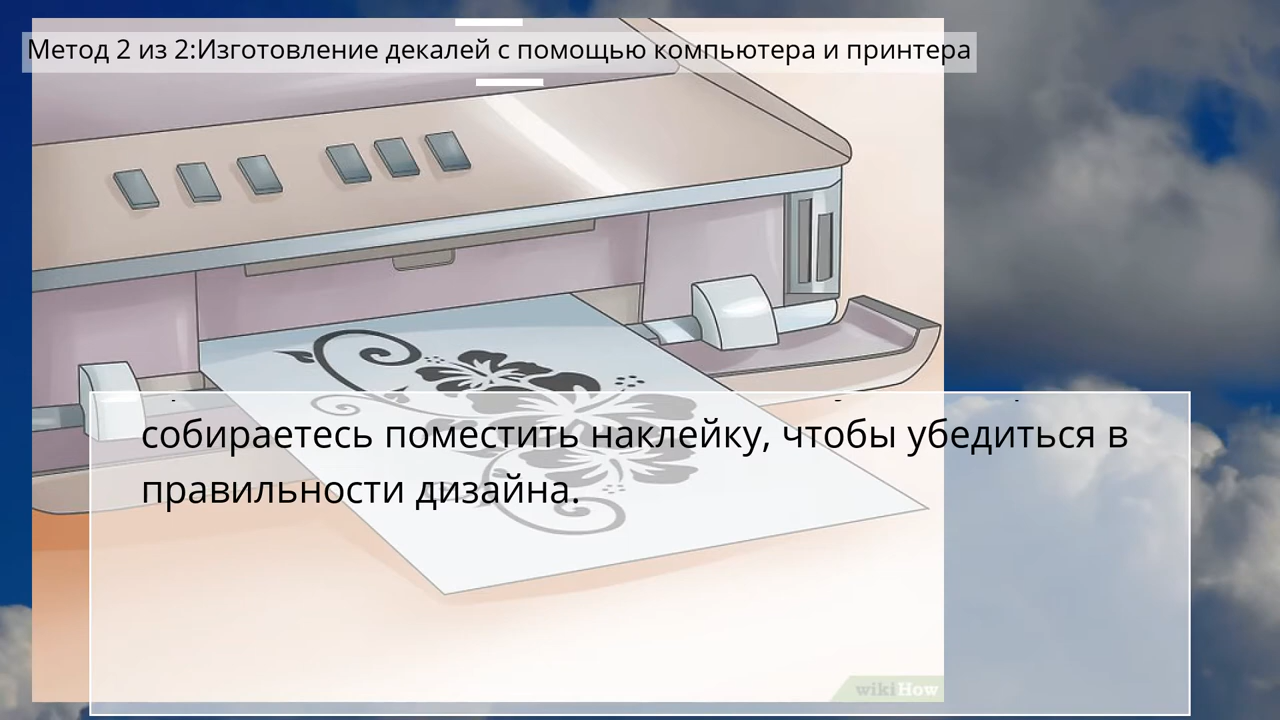 Метод 2 из 2:Изготовление декалей с помощью компьютера и принтера
собираетесь поместить наклейку, чтобы убедиться в
правильности дизайна.
wikiHow